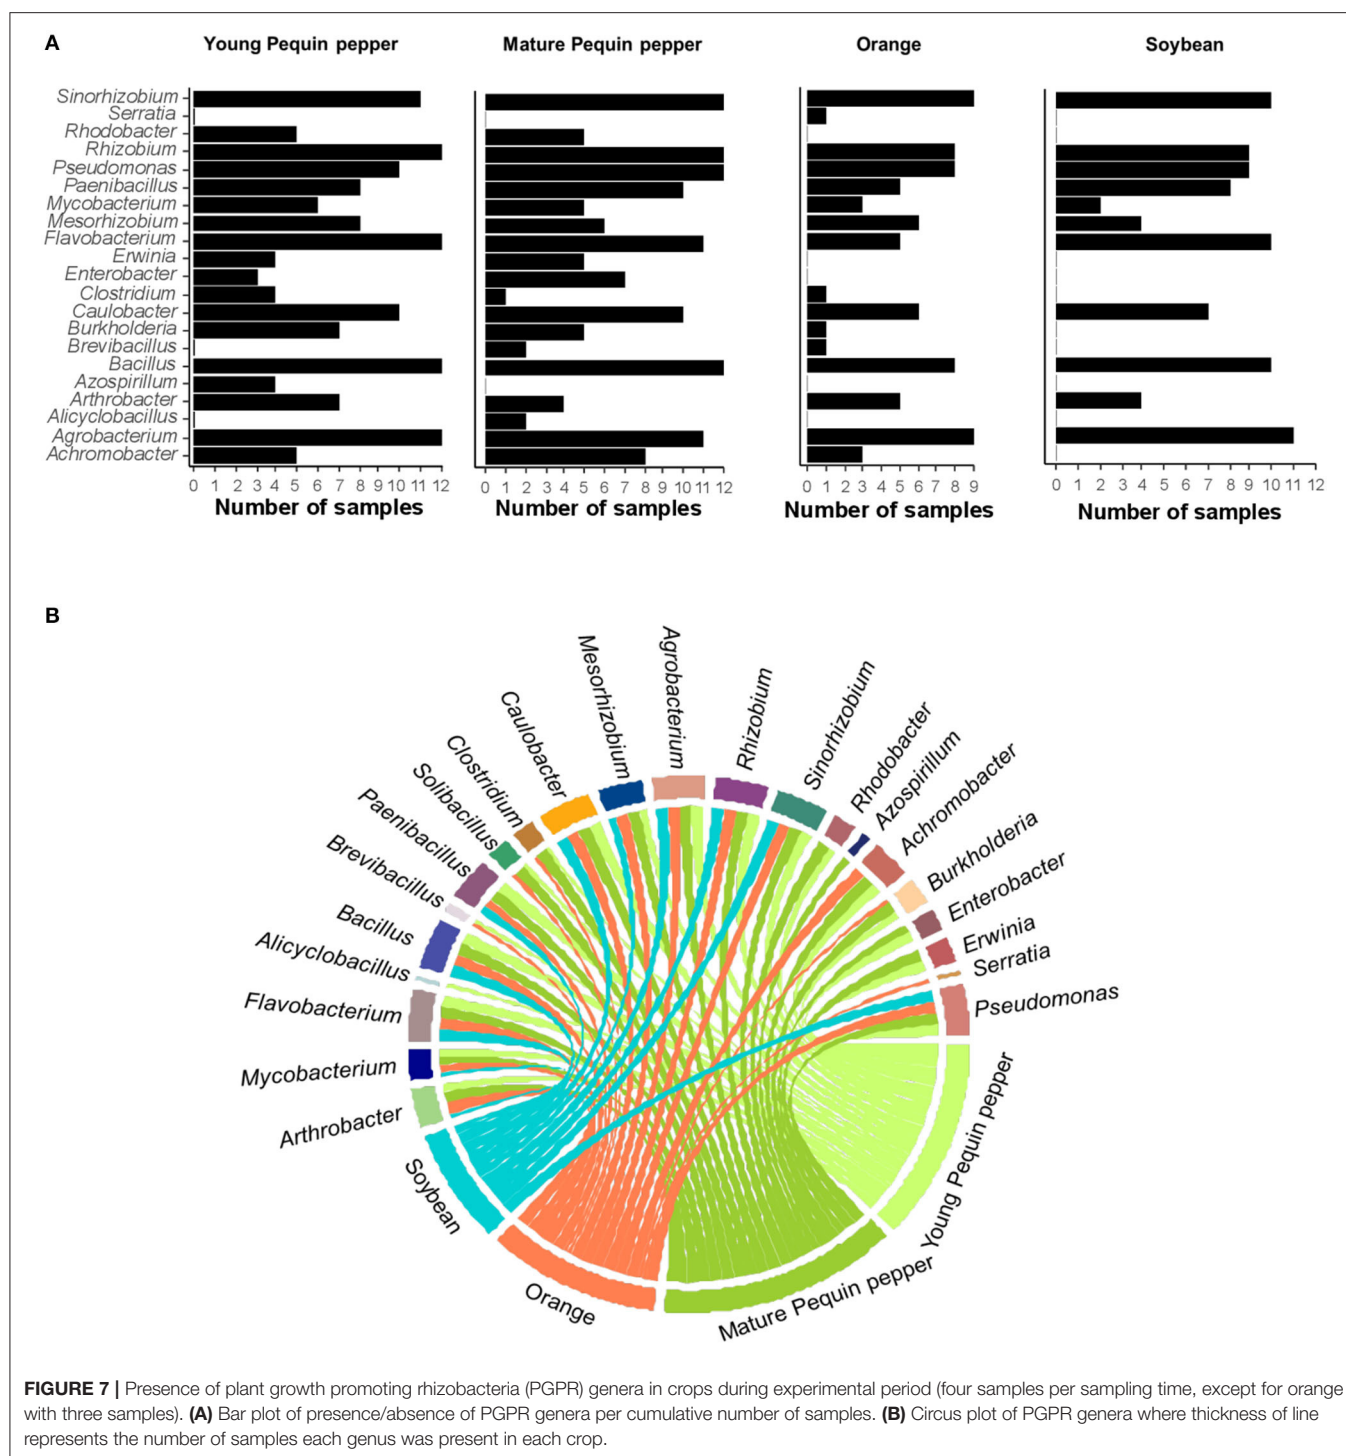 A
Young Pequin pepper
Mature Pequin pepper
Orange
Soybean
Sinorhizobium
Serratia
Rhodobacter
Rhizobium
Pseudomonas
Paenibacillus
Mycobacterium
Mesorhizobium
Flavobacterium
Erwinia
Enterobacter
Clostridium
Caulobacter
Burkholderia
Brevibacillus
Bacillus
Azospirillum
Arthrobacter
Alicyclobacillus
Agrobacterium
Achromobacter
0 1 2 3 4 5 6 7 8 9 10 11 12
0 1 2 3 4 5 6 7 8 9 10 11 12
0 1 2 3 4 5 6 7 8 9
0 1 2 3 4 5 6 7 8 9 10 11 12
Number of samples
Number of samples
Number of samples
Number of samples
B
Arthrobacter
Mycobacterium
Flavobacterium
Alicyclobacillus
Bacillus
Brevibacillus
Paenibacillus
Solibacillus
Clostridium
Caulobacter
Mesorhizobium
Agrobacterium
Rhizobium
Sinorhizobium
Rhodobacter
Azospirillum
Achromobacter
Burkholderia
Enterobacter
Erwinia
Serratia
Pseudomonas
Young Pequin pepper
Mature Pequin pepper
Orange
Soybean
FIGURE 7 | Presence of plant growth promoting rhizobacteria (PGPR) genera in crops during experimental period (four samples per sampling time, except for orange
with three samples). (A) Bar plot of presence/absence of PGPR genera per cumulative number of samples. (B) Circus plot of PGPR genera where thickness of line
represents the number of samples each genus was present in each crop.